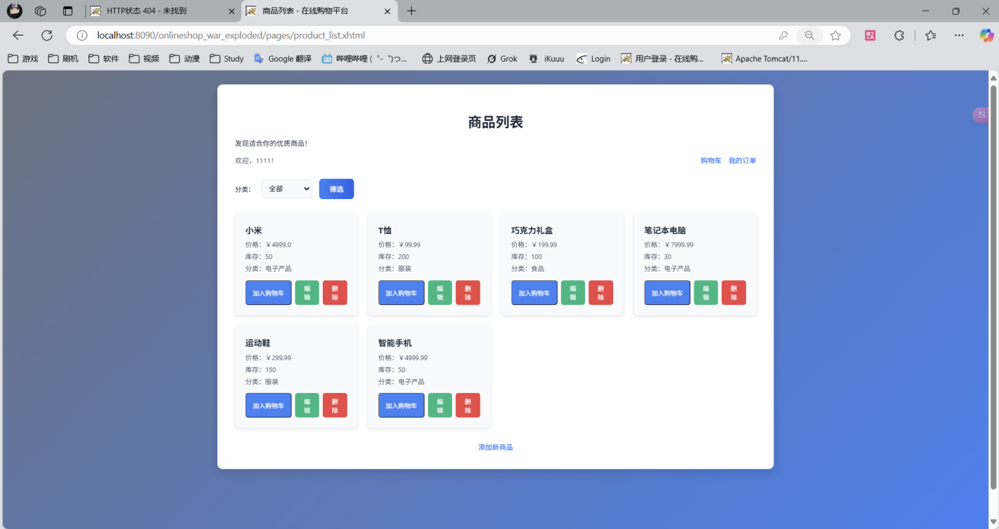 HTTP状态 404 - 未找到
商品列表 - 在线购物平台
localhost:8090/onlineshop_war_exploded/pages/product_list.xhtml
游戏 刷机 软件 视频 动漫 Study Google 翻译 哔哩哔哩 (゜-゜)つ... 上网登录页 Grok iKuuu Login 用户登录 - 在线购... Apache Tomcat/11....
商品列表
发现适合你的优质商品！
欢迎，1111！
购物车 我的订单
分类： 全部 筛选
小米
价格：￥4999.0
库存：50
分类：电子产品
加入购物车 编辑 删除
T恤
价格：￥99.99
库存：200
分类：服装
加入购物车 编辑 删除
巧克力礼盒
价格：￥199.99
库存：100
分类：食品
加入购物车 编辑 删除
笔记本电脑
价格：￥7999.99
库存：30
分类：电子产品
加入购物车 编辑 删除
运动鞋
价格：￥299.99
库存：150
分类：服装
加入购物车 编辑 删除
智能手机
价格：￥4999.99
库存：50
分类：电子产品
加入购物车 编辑 删除
添加新商品